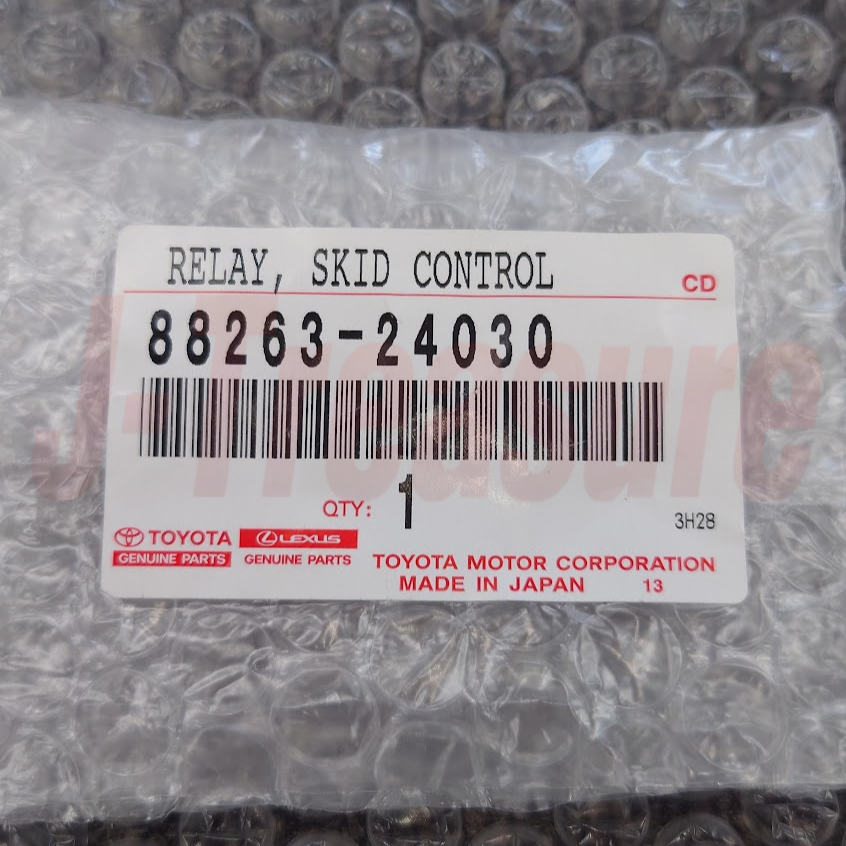 RELAY, SKID CONTROL
CD
88263-24030
QTY: 1
3H28
TOYOTA
GENUINE PARTS
LEXUS
GENUINE PARTS
TOYOTA MOTOR CORPORATION
MADE IN JAPAN 13
J-Treasure